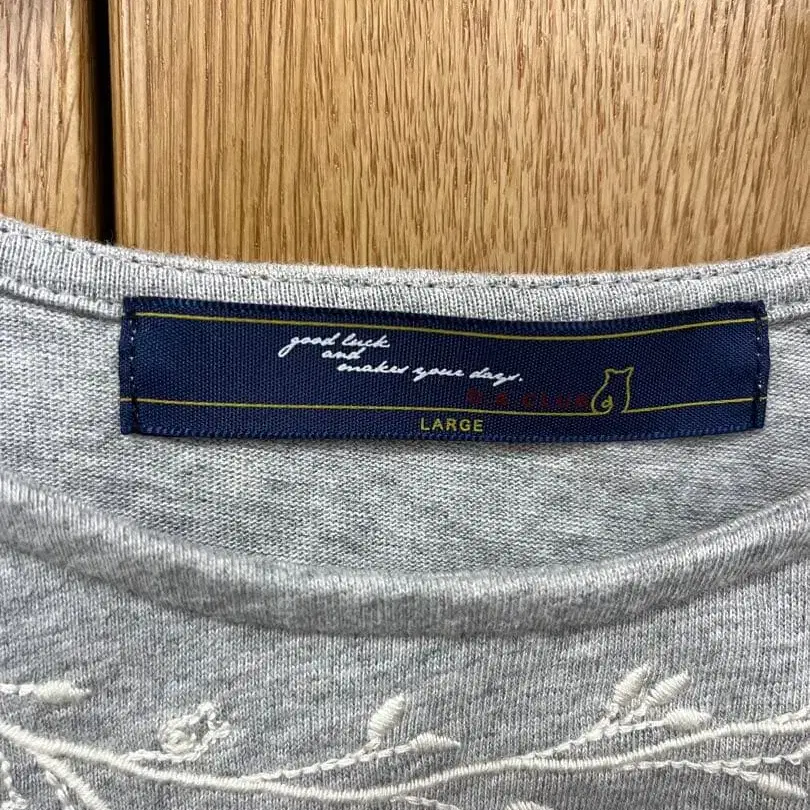 good luck
and
makes your days.
LARGE